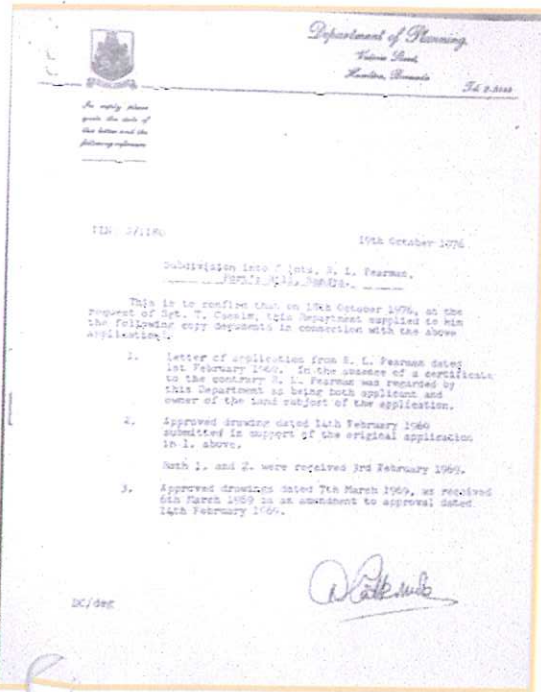 Department of Planning,
Victoria Street,
Hamilton, Bermuda
In reply please
quote the date of
this letter and the
following reference
19th October 1976
Subdivision into lots, E. L. Pearman,
This is to confirm that on 18th October 1976, at the
request of Sgt. T. this Department supplied to him
the following copy documents in connection with the above
application.
1. Letter of application from E. L. Pearman dated
1st February 1969. In the absence of a certificate
to the contrary E. L. Pearman was regarded by
this Department as being both applicant and
owner of the land subject of the application.
2. Approved drawing dated 14th February 1969
submitted in support of the original application
in 1. above.
Both 1. and 2. were received 3rd February 1969.
3. Approved drawings dated 7th March 1969, as received
6th March 1969 as an amendment to approval dated
14th February 1969.
DC/dmg